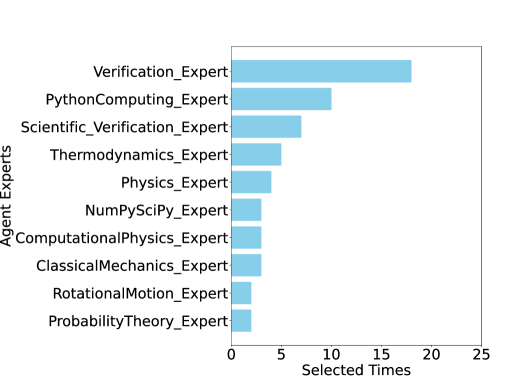 Agent Experts
Verification_Expert
PythonComputing_Expert
Scientific_Verification_Expert
Thermodynamics_Expert
Physics_Expert
NumPySciPy_Expert
ComputationalPhysics_Expert
ClassicalMechanics_Expert
RotationalMotion_Expert
ProbabilityTheory_Expert
0 5 10 15 20 25
Selected Times